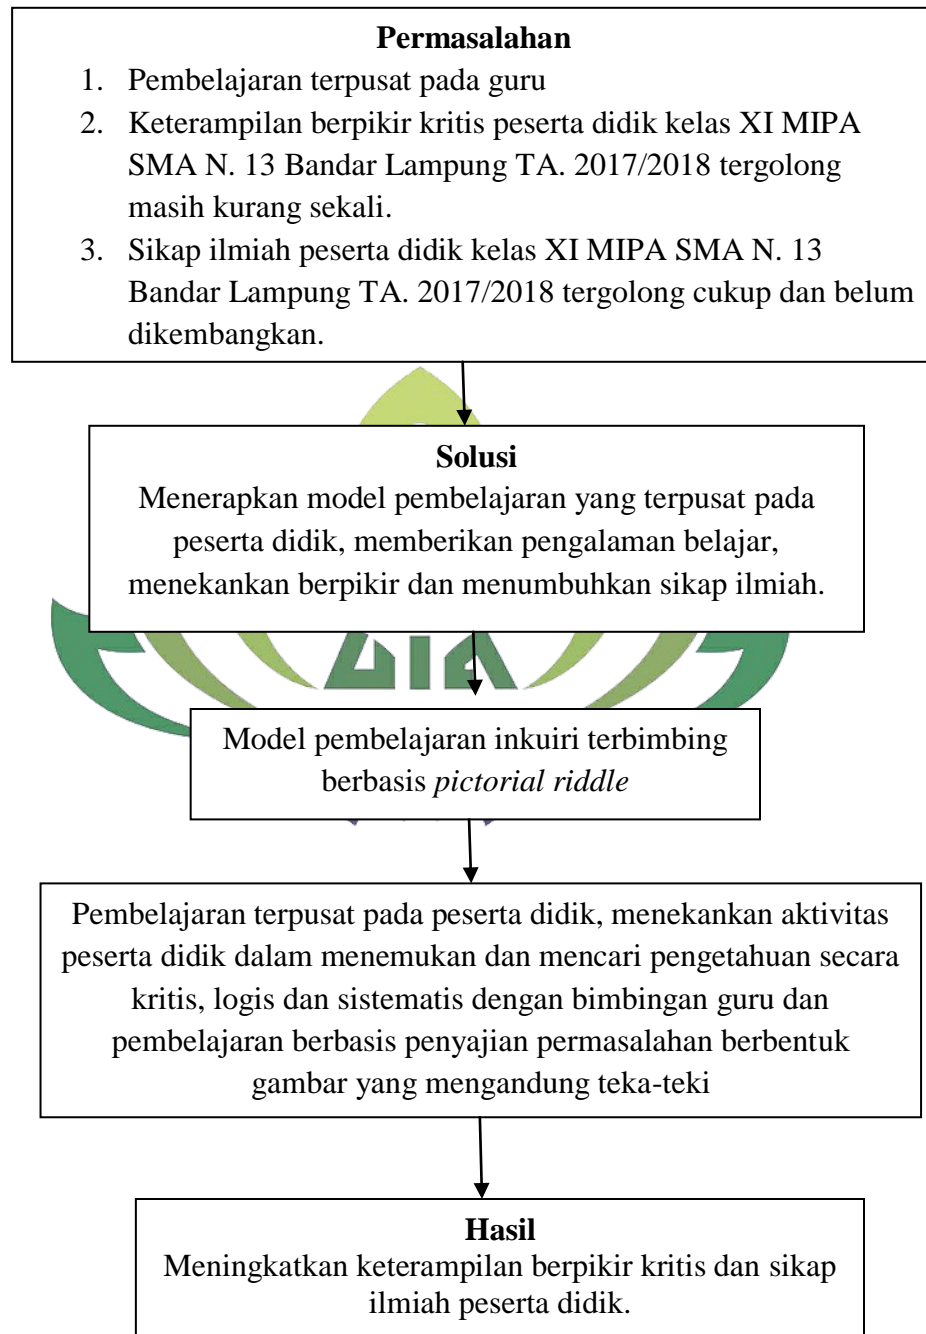 Permasalahan
1. Pembelajaran terpusat pada guru
2. Keterampilan berpikir kritis peserta didik kelas XI MIPA
SMA N. 13 Bandar Lampung TA. 2017/2018 tergolong
masih kurang sekali.
3. Sikap ilmiah peserta didik kelas XI MIPA SMA N. 13
Bandar Lampung TA. 2017/2018 tergolong cukup dan belum
dikembangkan.
Solusi
Menerapkan model pembelajaran yang terpusat pada
peserta didik, memberikan pengalaman belajar,
menekankan berpikir dan menumbuhkan sikap ilmiah.
Model pembelajaran inkuiri terbimbing
berbasis pictorial riddle
Pembelajaran terpusat pada peserta didik, menekankan aktivitas
peserta didik dalam menemukan dan mencari pengetahuan secara
kritis, logis dan sistematis dengan bimbingan guru dan
pembelajaran berbasis penyajian permasalahan berbentuk
gambar yang mengandung teka-teki
Hasil
Meningkatkan keterampilan berpikir kritis dan sikap
ilmiah peserta didik.